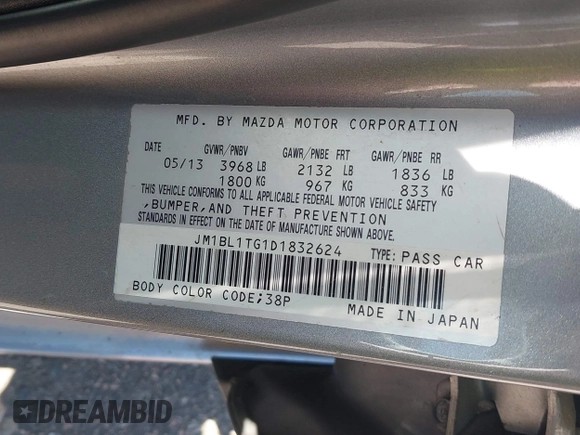 MFD. BY MAZDA MOTOR CORPORATION
DATE GVWR/PNBV GAWR/PNBE FRT GAWR/PNBE RR
05/13 3968 LB 2132 LB 1836 LB
1800 KG 967 KG 833 KG
THIS VEHICLE CONFORMS TO ALL APPLICABLE FEDERAL MOTOR VEHICLE SAFETY
,BUMPER,AND THEFT PREVENTION
STANDARDS IN EFFECT ON THE DATE OF MANUFACTURE SHOWN ABOVE.
JM1BL1TG1D1832624 TYPE: PASS CAR
BODY COLOR CODE;38P MADE IN JAPAN
DREAMBID